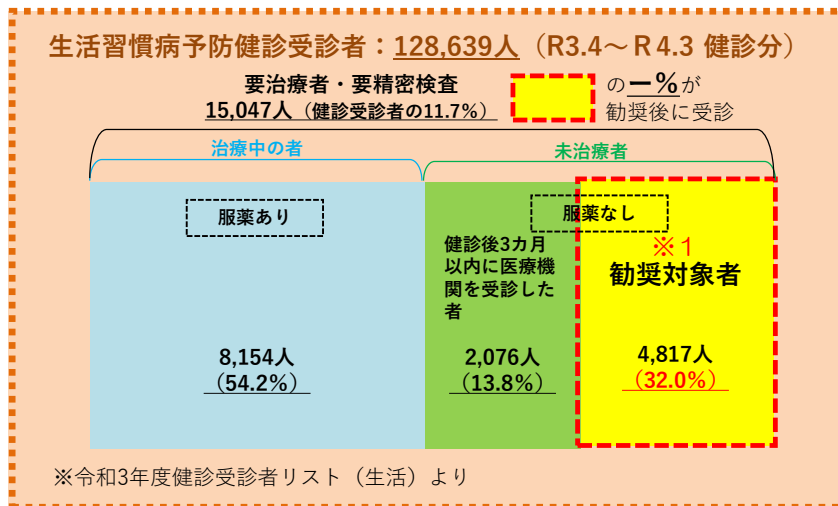 生活習慣病予防健診受診者：128,639人（R3.4～Ｒ4.3 健診分）
要治療者・要精密検査
15,047人（健診受診者の11.7%）
の―％が
勧奨後に受診
治療中の者
未治療者
服薬あり
服薬なし
健診後3カ月
以内に医療機
関を受診した
者
※１
勧奨対象者
8,154人
（54.2%）
2,076人
（13.8%）
4,817人
（32.0%）
※令和3年度健診受診者リスト（生活）より